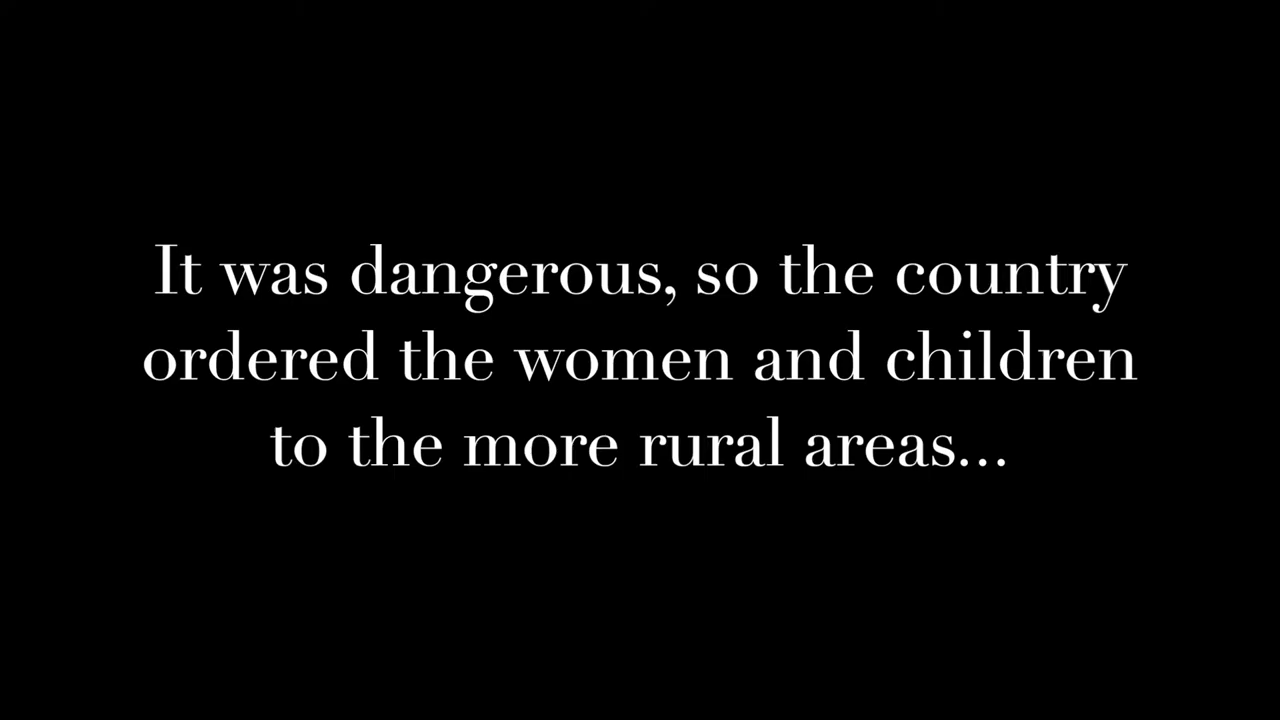 It was dangerous, so the country
ordered the women and children
to the more rural areas...